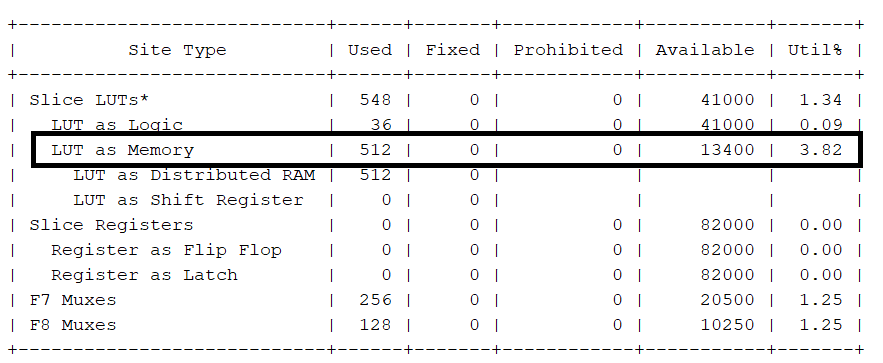 +-----------------------------+------+-------+------------+-----------+-------+
|          Site Type          | Used | Fixed | Prohibited | Available | Util% |
+-----------------------------+------+-------+------------+-----------+-------+
| Slice LUTs*                 |  548 |     0 |          0 |     41000 |  1.34 |
|   LUT as Logic              |   36 |     0 |          0 |     41000 |  0.09 |
|   LUT as Memory             |  512 |     0 |          0 |     13400 |  3.82 |
|     LUT as Distributed RAM  |  512 |     0 |            |           |       |
|     LUT as Shift Register   |    0 |     0 |            |           |       |
| Slice Registers             |    0 |     0 |          0 |     82000 |  0.00 |
|   Register as Flip Flop     |    0 |     0 |          0 |     82000 |  0.00 |
|   Register as Latch         |    0 |     0 |          0 |     82000 |  0.00 |
| F7 Muxes                    |  256 |     0 |          0 |     20500 |  1.25 |
| F8 Muxes                    |  128 |     0 |          0 |     10250 |  1.25 |
+-----------------------------+------+-------+------------+-----------+-------+